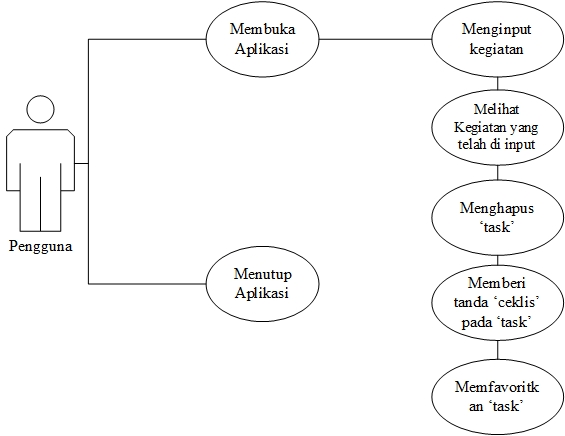 Membuka
Aplikasi
Menginput
kegiatan
Melihat
Kegiatan yang
telah di input
Menghapus
‘task’
Pengguna
Menutup
Aplikasi
Memberi
tanda ‘ceklis’
pada ‘task’
Memfavoritk
an ‘task’